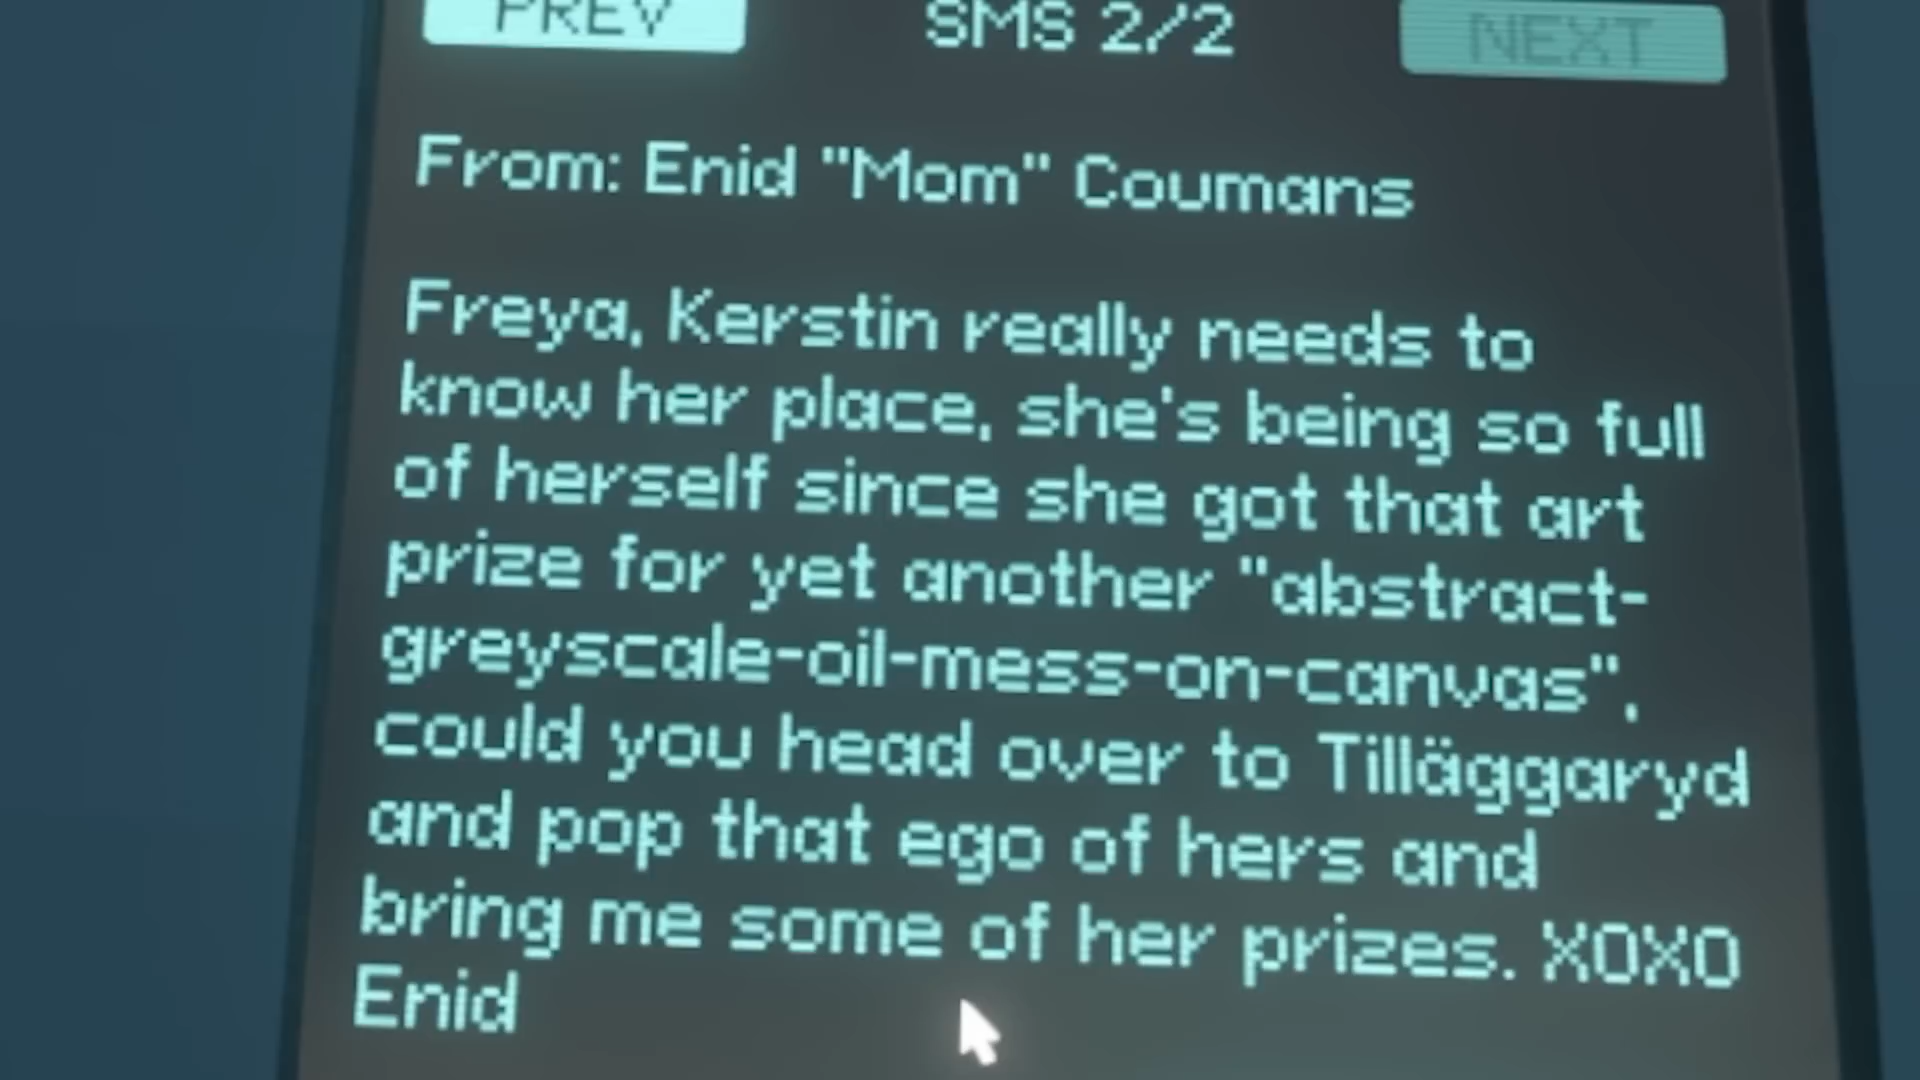 PREV
SMS 2/2
NEXT
From: Enid "Mom" Coumans
Freya, Kerstin really needs to
know her place, she's being so full
of herself since she got that art
prize for yet another "abstract-
greyscale-oil-mess-on-canvas",
could you head over to Tilläggaryd
and pop that ego of hers and
bring me some of her prizes. XOXO
Enid